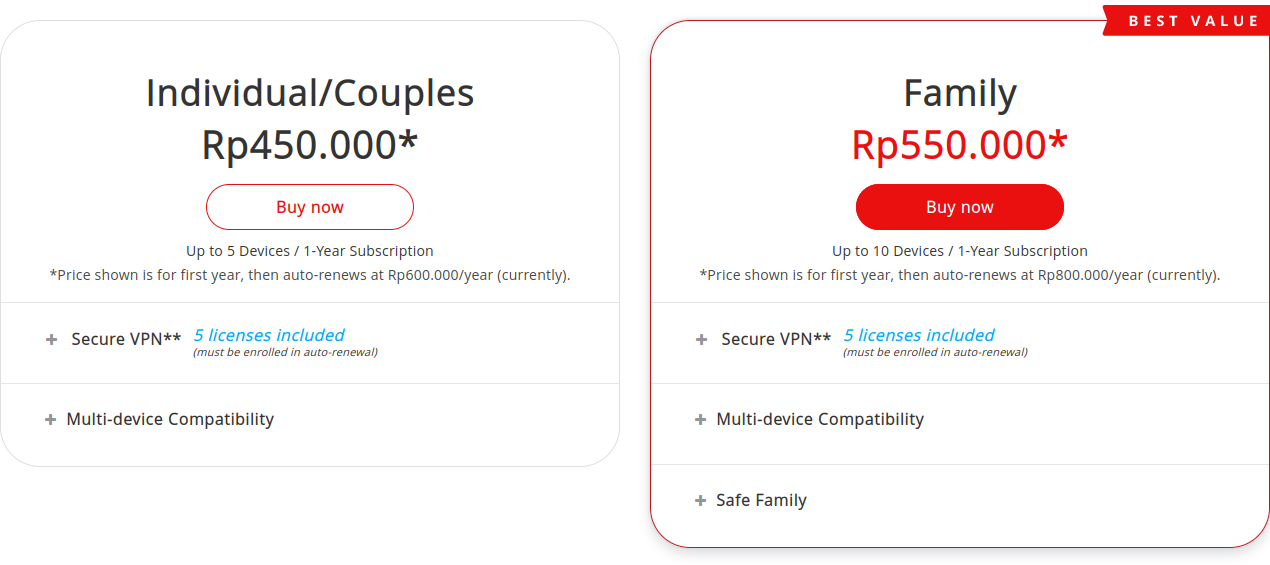 Individual/Couples
Rp450.000*
Buy now
Up to 5 Devices / 1-Year Subscription
*Price shown is for first year, then auto-renews at Rp600.000/year (currently).
Secure VPN** 5 licenses included
(must be enrolled in auto-renewal)
Multi-device Compatibility
BEST VALUE
Family
Rp550.000*
Buy now
Up to 10 Devices / 1-Year Subscription
*Price shown is for first year, then auto-renews at Rp800.000/year (currently).
Secure VPN** 5 licenses included
(must be enrolled in auto-renewal)
Multi-device Compatibility
Safe Family